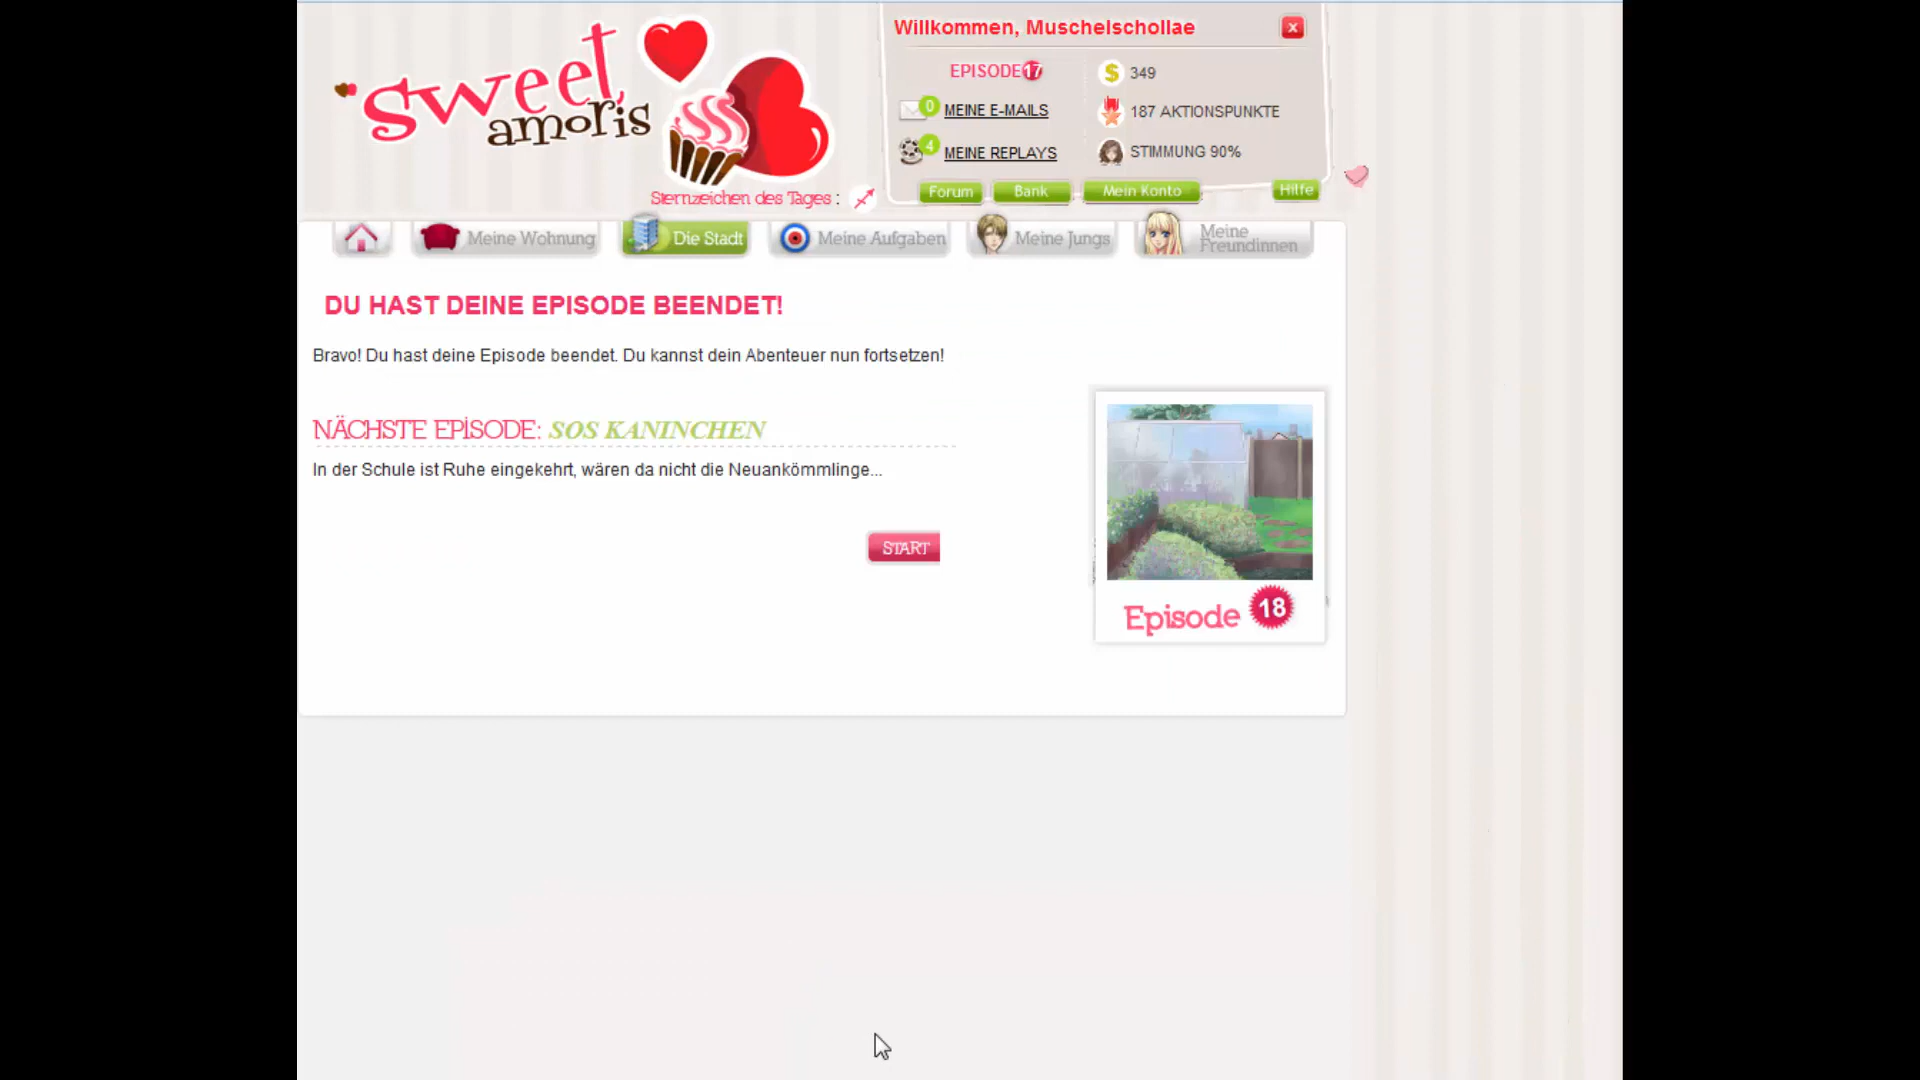 sweet
amoris
Willkommen, Muschelschollae
EPISODE 17
$ 349
0 MEINE E-MAILS
187 AKTIONSPUNKTE
4 MEINE REPLAYS
STIMMUNG 90%
Sternzeichen des Tages :
Forum
Bank
Mein Konto
Hilfe
Meine Wohnung
Die Stadt
Meine Aufgaben
Meine Jungs
Meine
Freundinnen
DU HAST DEINE EPISODE BEENDET!
Bravo! Du hast deine Episode beendet. Du kannst dein Abenteuer nun fortsetzen!
NÄCHSTE EPISODE: SOS KANINCHEN
In der Schule ist Ruhe eingekehrt, wären da nicht die Neuankömmlinge...
START
Episode 18